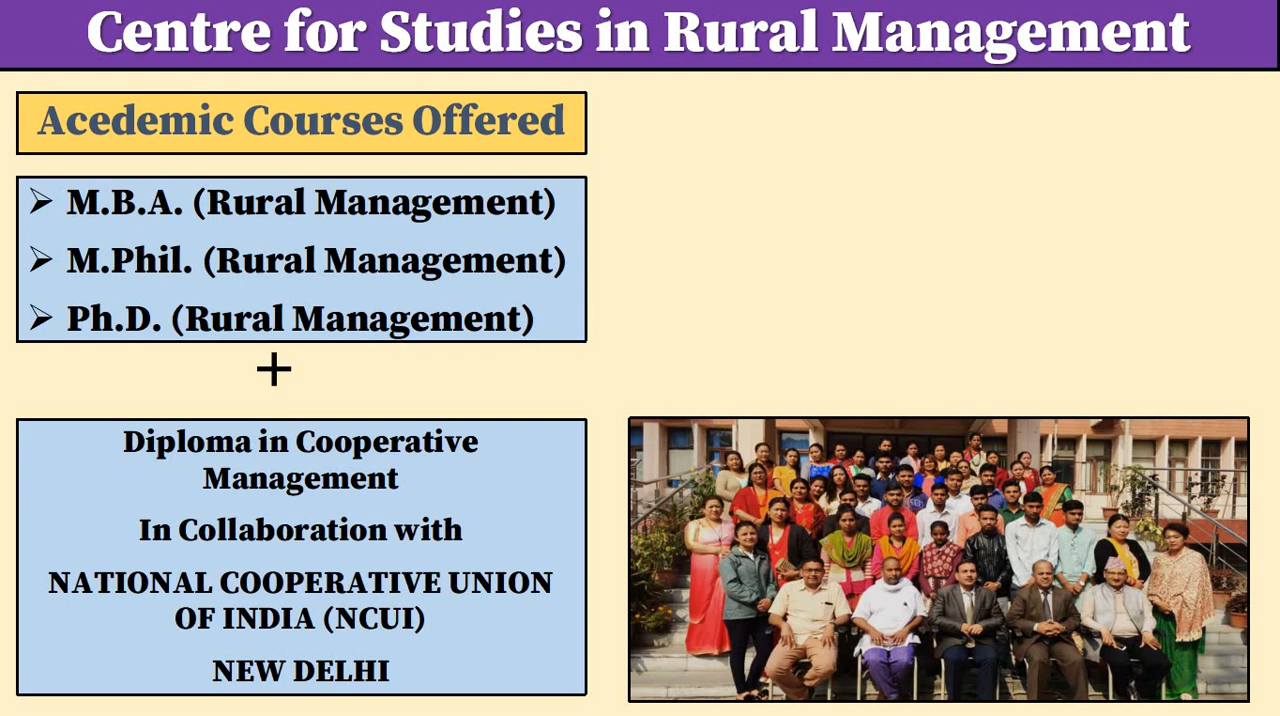 Centre for Studies in Rural Management
Acedemic Courses Offered
➢ M.B.A. (Rural Management)
➢ M.Phil. (Rural Management)
➢ Ph.D. (Rural Management)
+
Diploma in Cooperative
Management
In Collaboration with
NATIONAL COOPERATIVE UNION
OF INDIA (NCUI)
NEW DELHI